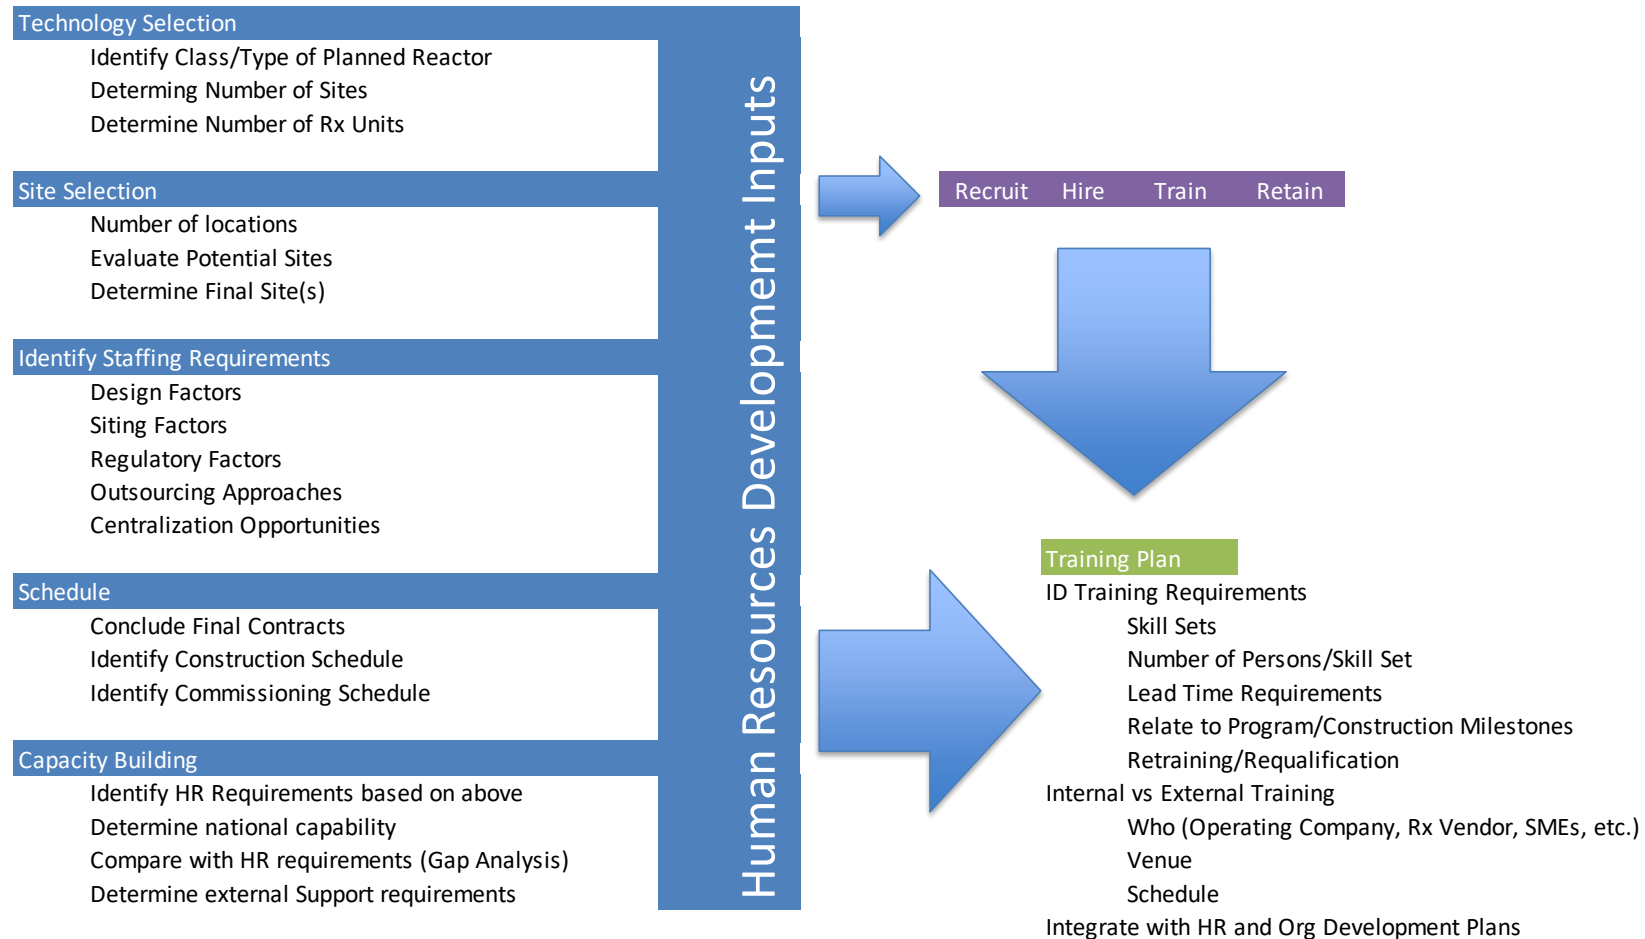 Technology Selection
Identify Class/Type of Planned Reactor
Determing Number of Sites
Determine Number of Rx Units
Site Selection
Number of locations
Evaluate Potential Sites
Determine Final Site(s)
Identify Staffing Requirements
Design Factors
Siting Factors
Regulatory Factors
Outsourcing Approaches
Centralization Opportunities
Schedule
Conclude Final Contracts
Identify Construction Schedule
Identify Commissioning Schedule
Capacity Building
Identify HR Requirements based on above
Determine national capability
Compare with HR requirements (Gap Analysis)
Determine external Support requirements
Human Resources Development Inputs
Recruit Hire Train Retain
Training Plan
ID Training Requirements
Skill Sets
Number of Persons/Skill Set
Lead Time Requirements
Relate to Program/Construction Milestones
Retraining/Requalification
Internal vs External Training
Who (Operating Company, Rx Vendor, SMEs, etc.)
Venue
Schedule
Integrate with HR and Org Development Plans